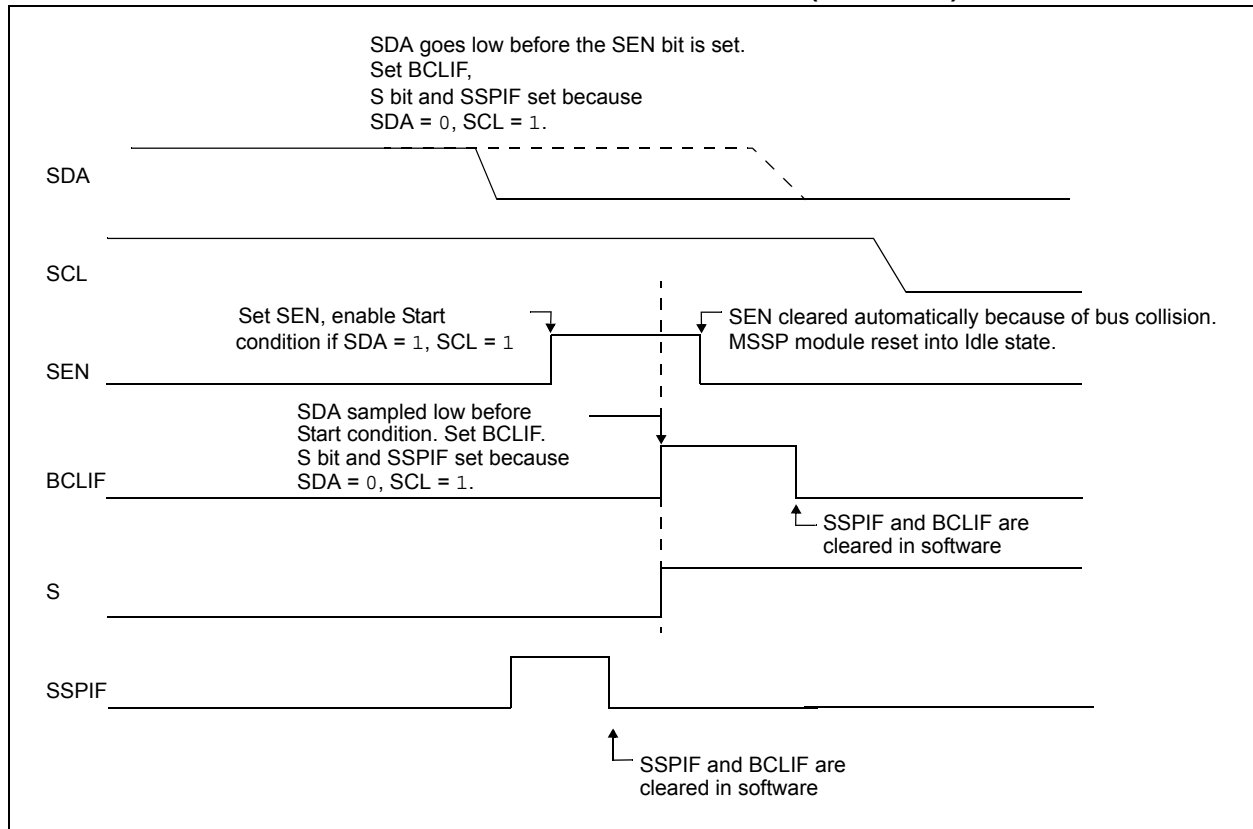 SDA goes low before the SEN bit is set.
Set BCLIF,
S bit and SSPIF set because
SDA = 0, SCL = 1.
SDA
SCL
Set SEN, enable Start
condition if SDA = 1, SCL = 1
SEN cleared automatically because of bus collision.
MSSP module reset into Idle state.
SEN
SDA sampled low before
Start condition. Set BCLIF.
S bit and SSPIF set because
SDA = 0, SCL = 1.
BCLIF
SSPIF and BCLIF are
cleared in software
S
SSPIF
SSPIF and BCLIF are
cleared in software